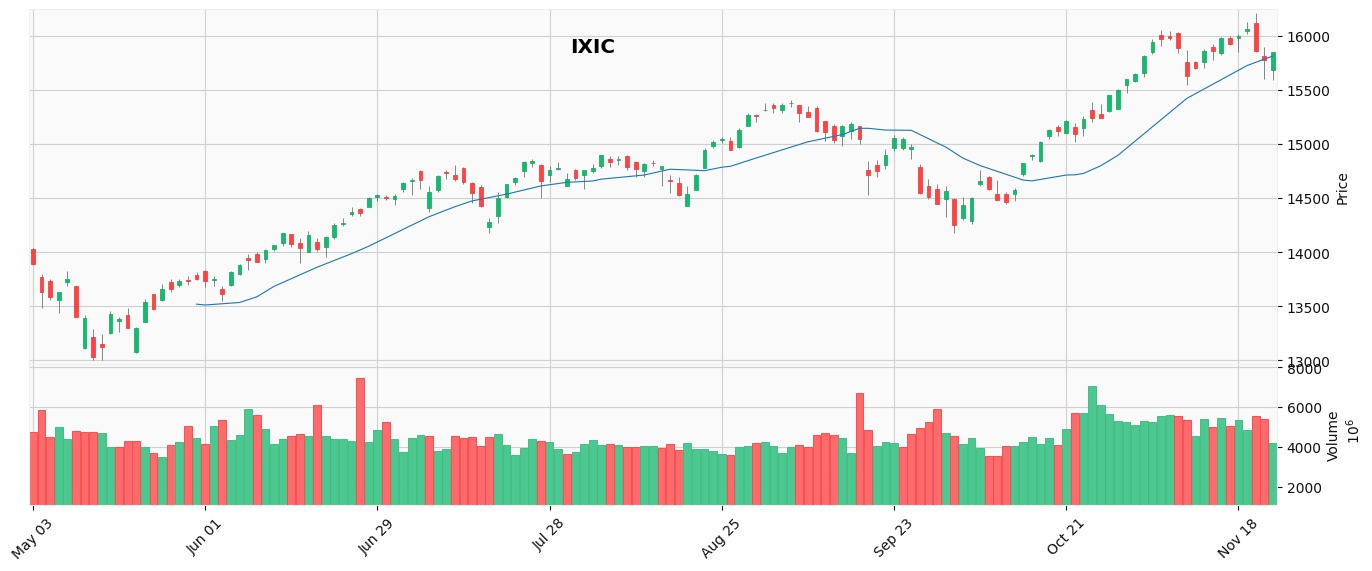 IXIC
16000
15500
15000
14500
14000
13500
13000
Price
8000
6000
4000
2000
Volume
10^6
May 03
Jun 01
Jun 29
Jul 28
Aug 25
Sep 23
Oct 21
Nov 18